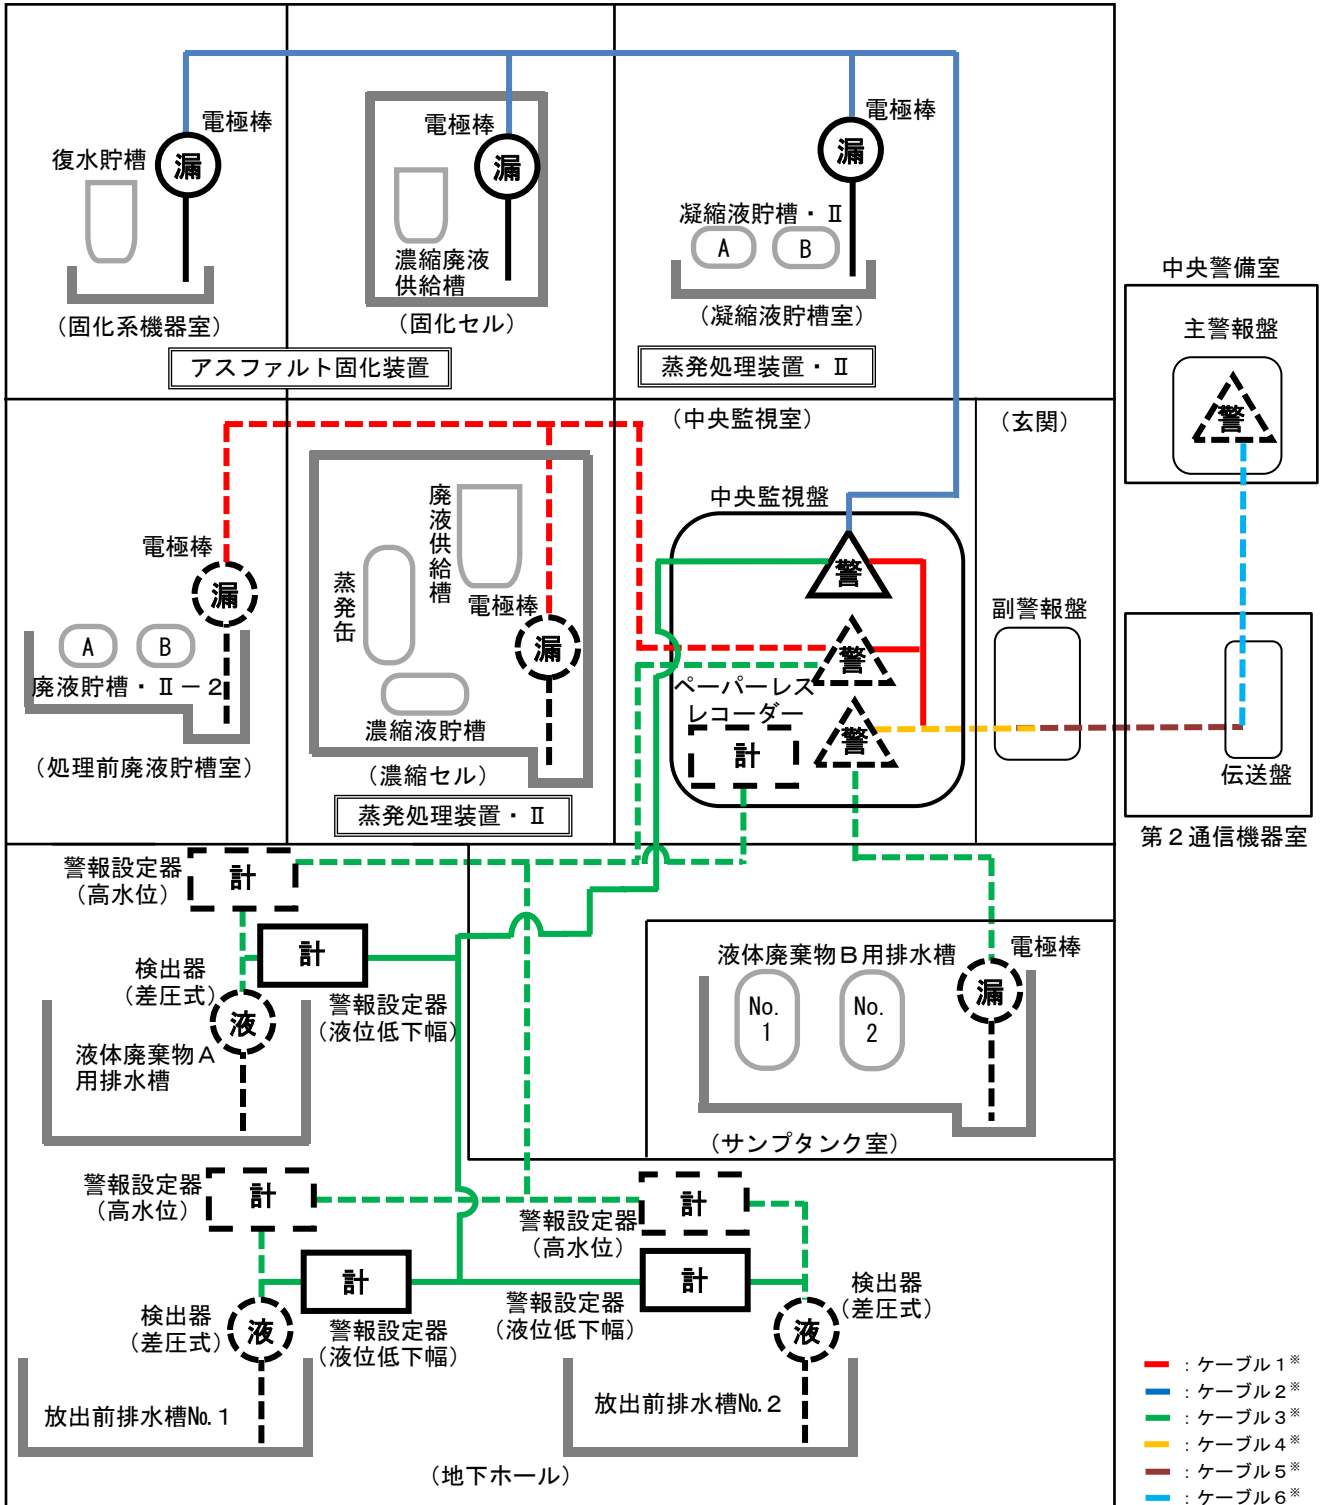 電極棒
復水貯槽
漏
(固化系機器室)
電極棒
漏
濃縮廃液
供給槽
(固化セル)
アスファルト固化装置
電極棒
漏
凝縮液貯槽・Ⅱ
A
B
(凝縮液貯槽室)
蒸発処理装置・Ⅱ
中央警備室
主警報盤
警
電極棒
漏
A
B
廃液貯槽・Ⅱ－２
(処理前廃液貯槽室)
廃液供給槽
蒸発缶
電極棒
漏
濃縮液貯槽
(濃縮セル)
蒸発処理装置・Ⅱ
(中央監視室)
中央監視盤
警
警
ペーパーレス
レコーダー
計
警
(玄関)
副警報盤
伝送盤
第２通信機器室
警報設定器
(高水位)
計
計
検出器
(差圧式)
警報設定器
(液位低下幅)
液
液体廃棄物Ａ
用排水槽
液体廃棄物Ｂ用排水槽
電極棒
No.
1
No.
2
漏
(サンプタンク室)
警報設定器
(高水位)
計
計
検出器
(差圧式)
警報設定器
(液位低下幅)
液
放出前排水槽№１
警報設定器
(高水位)
計
計
警報設定器
(液位低下幅)
検出器
(差圧式)
液
放出前排水槽№２
(地下ホール)
：ケーブル１※
：ケーブル２※
：ケーブル３※
：ケーブル４※
：ケーブル５※
：ケーブル６※